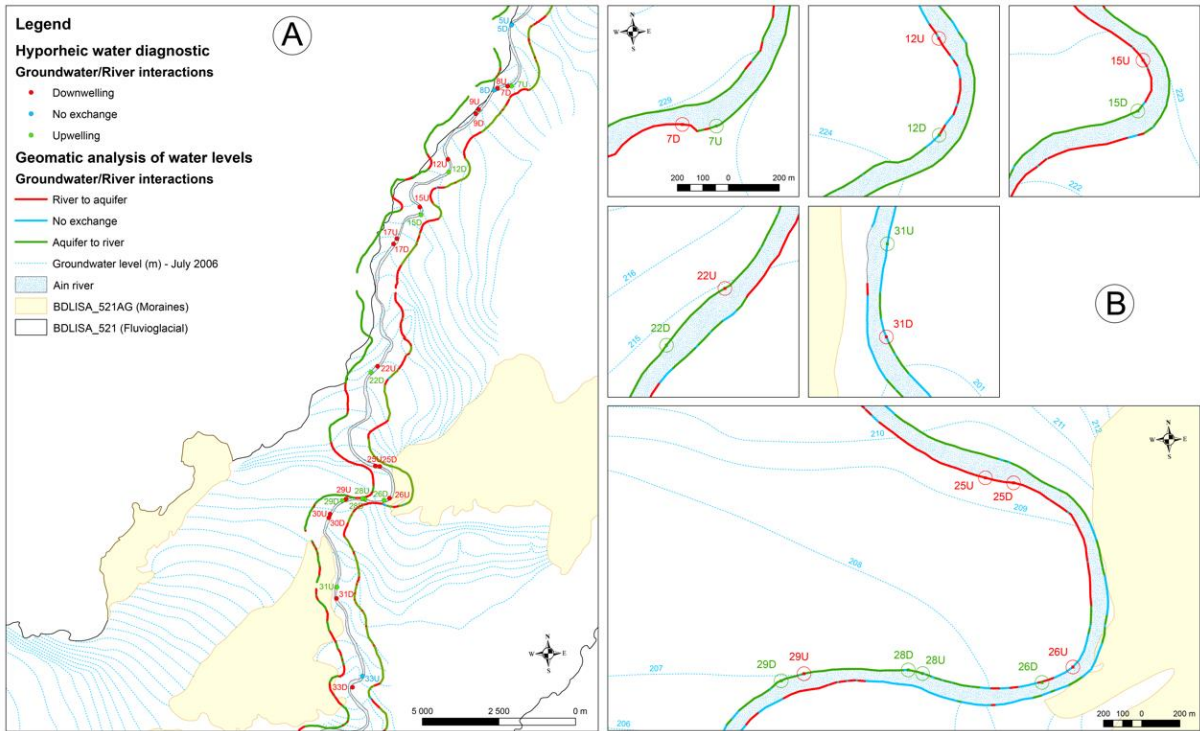 Legend
Hyporheic water diagnostic
Groundwater/River interactions
Downwelling
No exchange
Upwelling
Geomatic analysis of water levels
Groundwater/River interactions
River to aquifer
No exchange
Aquifer to river
Groundwater level (m) - July 2006
Ain river
BDLISA_521AG (Moraines)
BDLISA_521 (Fluvioglacial)
A
5U
5D
8U
8D
7D
7U
9U
9D
12U
12D
15U
15D
17U
17D
22U
22D
25U25D
29U
28U
26D
26U
29D
30U
30D
31U
31D
33U
33D
N
W E
S
5 000 2 500 0 m
N
W E
S
229
7D
7U
200 100 0 200 m
12U
224
12D
15U
223
15D
222
216
22U
22D
215
31U
31D
201
B
210
211
212
N
W E
S
25U
25D
209
208
207
29D
29U
28D
28U
26D
26U
206
200 100 0 200 m